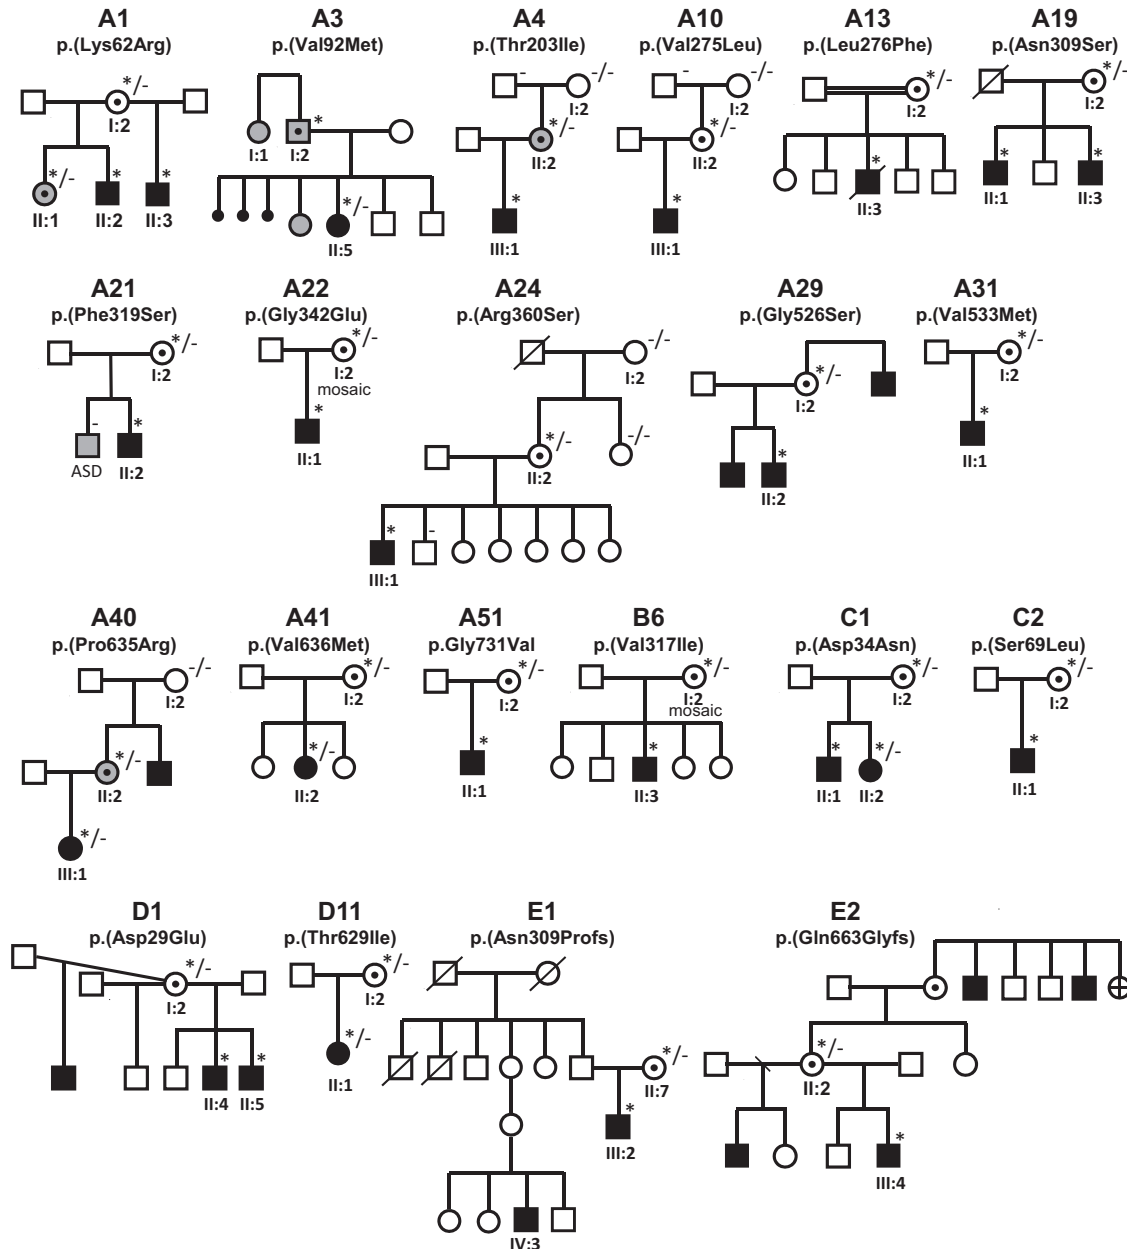 A1 A3 A4 A10 A13 A19
p.(Lys62Arg) p.(Val92Met) p.(Thr203Ile) p.(Val275Leu) p.(Leu276Phe) p.(Asn309Ser)
*/- * - -/- - -/- */- */-
I:2 I:1 I:2 I:2 I:2 I:2 I:2
*/- */- * * *
*/- * * */- * *
II:1 II:2 II:3 II:5 II:2 II:2 II:3 II:1 II:3
* *
III:1 III:1
A21 A22 A24 A29 A31
p.(Phe319Ser) p.(Gly342Glu) p.(Arg360Ser) p.(Gly526Ser) p.(Val533Met)
*/- */- -/- */- */-
I:2 I:2 I:2 I:2 I:2
mosaic
- * * */- -/- * *
ASD II:2 II:1 II:2 II:2 II:1
* -
III:1
A40 A41 A51 B6 C1 C2
p.(Pro635Arg) p.(Val636Met) p.Gly731Val p.(Val317Ile) p.(Asp34Asn) p.(Ser69Leu)
-/- */- */- */- */- */-
I:2 I:2 I:2 I:2 I:2 I:2
mosaic
*/- */- * * * */- *
II:2 II:2 II:1 II:3 II:1 II:2 II:1
*/-
III:1
D1 D11 E1 E2
p.(Asp29Glu) p.(Thr629Ile) p.(Asn309Profs) p.(Gln663Glyfs)
*/- */-
I:2 I:2
* * */- */- */-
II:4 II:5 II:1 II:7 II:2
* *
III:2 III:4
IV:3